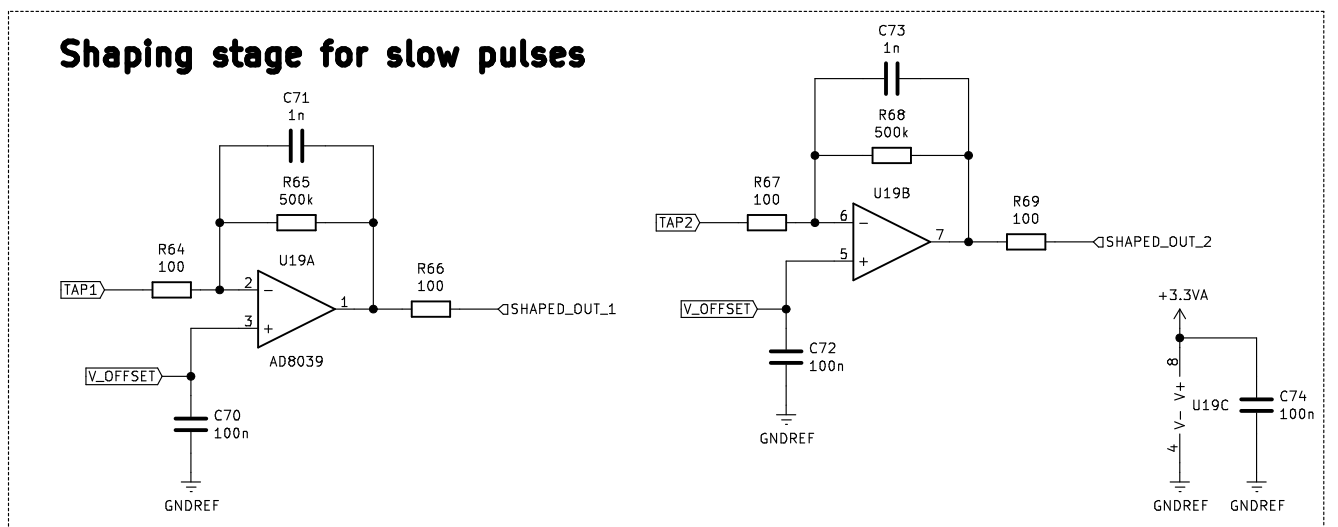 Shaping stage for slow pulses
C71
1n
R65
500k
R64
100
U19A
TAP1
2
−
3
+
1
R66
100
SHAPED_OUT_1
AD8039
V_OFFSET
C70
100n
GNDREF
C73
1n
R68
500k
R67
100
U19B
TAP2
6
−
5
+
7
R69
100
SHAPED_OUT_2
V_OFFSET
C72
100n
GNDREF
+3.3VA
8
V+
U19C
V−
4
C74
100n
GNDREF
GNDREF